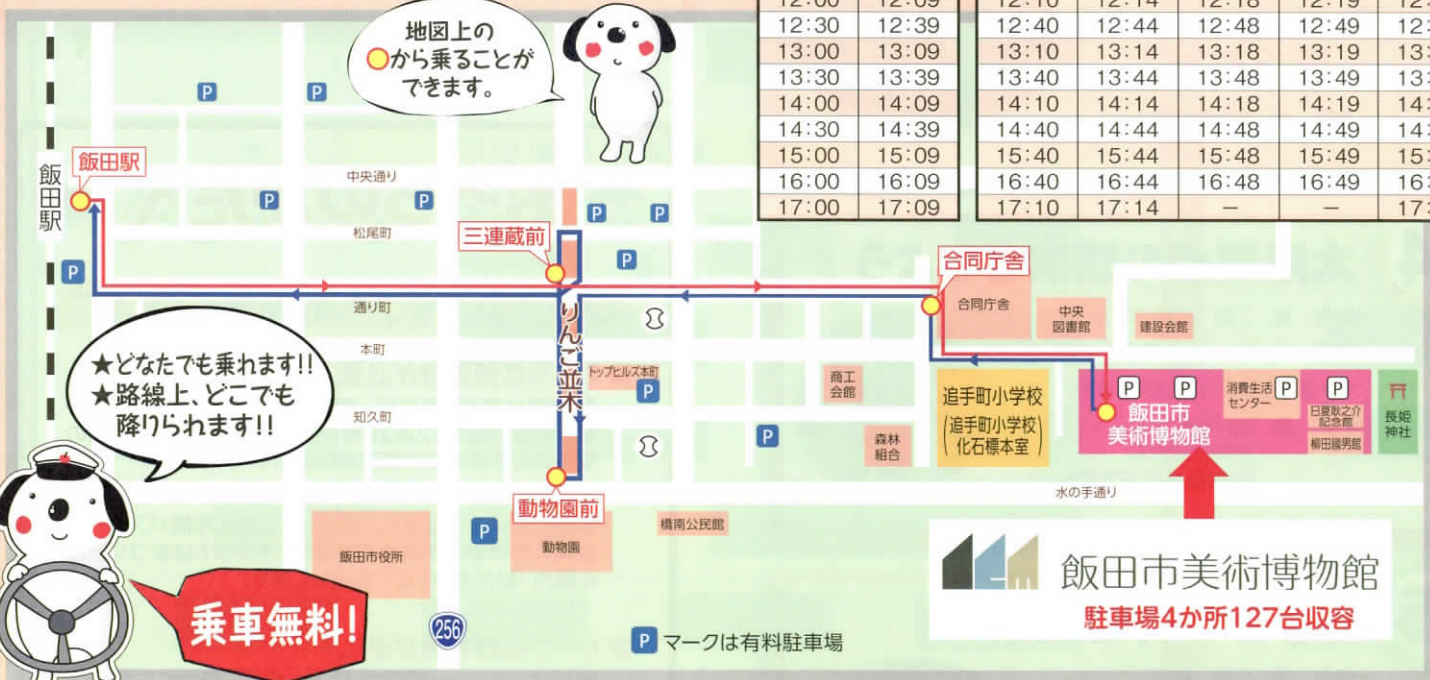 地図上の
●から乗ることが
できます。
12:00 12:09 12:10 12:14 12:18 12:19
12:30 12:39 12:40 12:44 12:48 12:49
13:00 13:09 13:10 13:14 13:18 13:19
13:30 13:39 13:40 13:44 13:48 13:49
14:00 14:09 14:10 14:14 14:18 14:19
14:30 14:39 14:40 14:44 14:48 14:49
15:00 15:09 15:40 15:44 15:48 15:49
16:00 16:09 16:40 16:44 16:48 16:49
17:00 17:09 17:10 17:14 − −
P
P
飯田駅
飯田駅
中央通り
P
P
P
P
松尾町
三連蔵前
P
P
合同庁舎
合同庁舎
中央
図書館
建設会館
通り町
りんご並木
本町
トップヒルズ本町
P
知久町
商工
会館
森林
組合
P
追手町小学校
(追手町小学校
化石標本室)
P
P
消費生活
センター
P
P
飯田市
美術博物館
日夏耿之介
記念館
柳田國男館
長姫
神社
★どなたでも乗れます!!
★路線上、どこでも
降りられます!!
水の手通り
動物園前
動物園
P
橋南公民館
飯田市役所
256
乗車無料!
P マークは有料駐車場
飯田市美術博物館
駐車場4か所127台収容